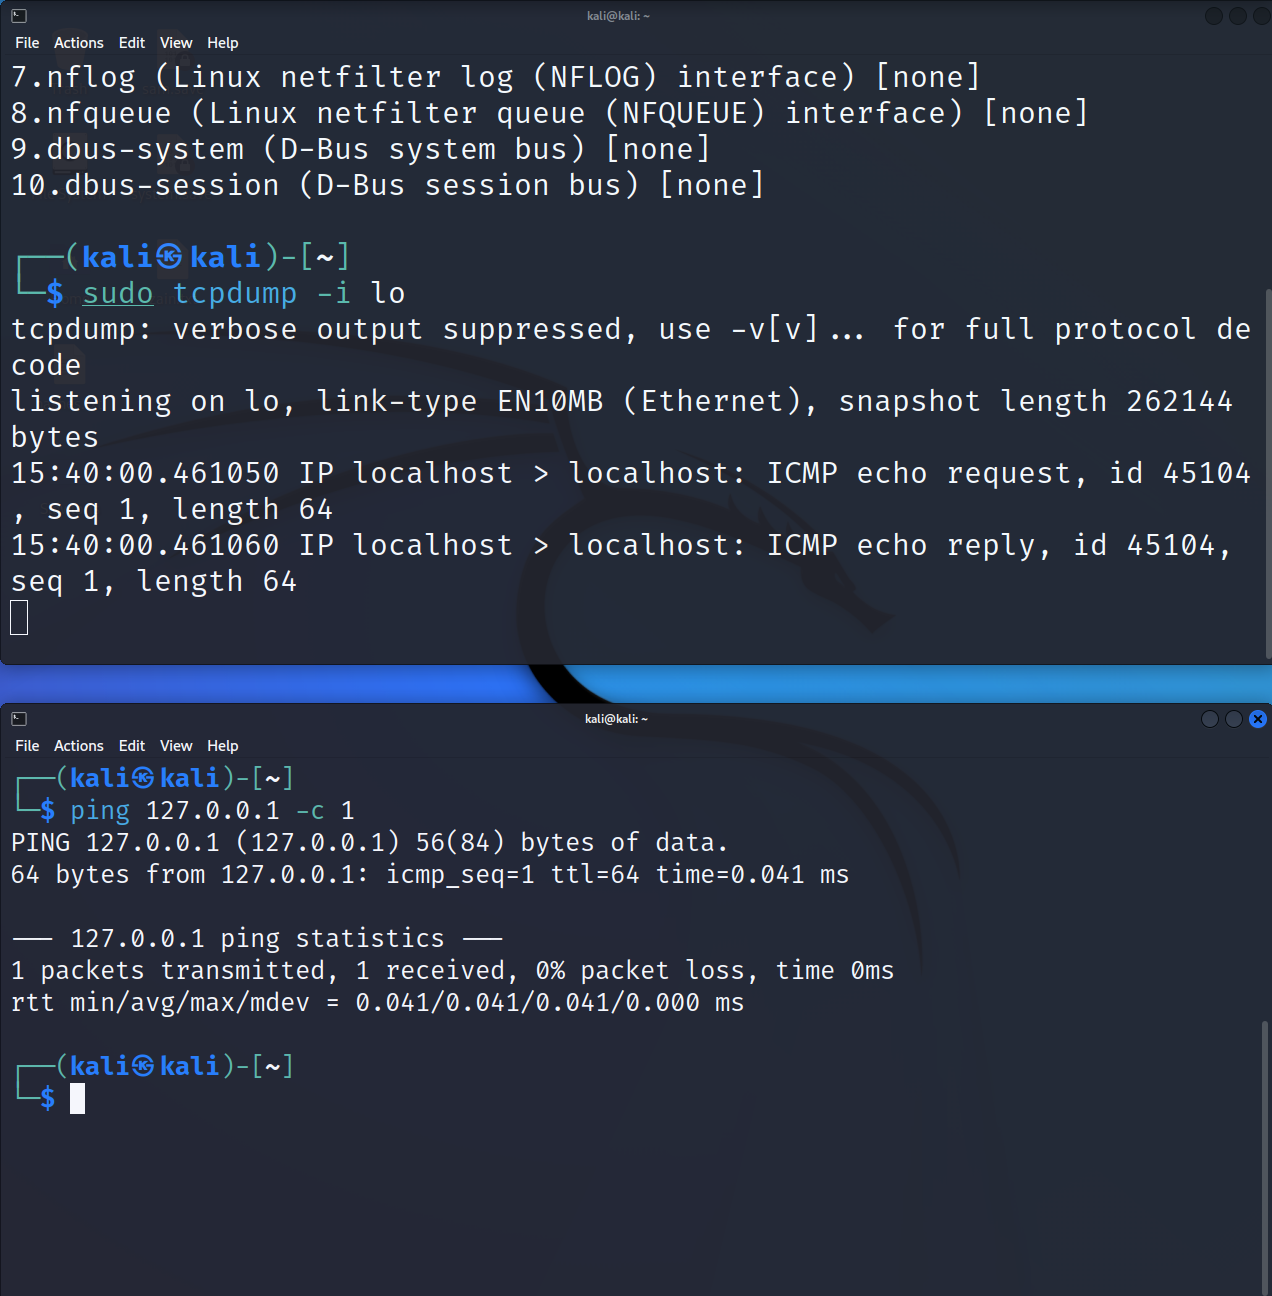 kali@kali: ~
File Actions Edit View Help
7.nflog (Linux netfilter log (NFLOG) interface) [none]
8.nfqueue (Linux netfilter queue (NFQUEUE) interface) [none]
9.dbus-system (D-Bus system bus) [none]
10.dbus-session (D-Bus session bus) [none]
┌──(kali㉿kali)-[~]
└─$ sudo tcpdump -i lo
tcpdump: verbose output suppressed, use -v[v]... for full protocol de
code
listening on lo, link-type EN10MB (Ethernet), snapshot length 262144
bytes
15:40:00.461050 IP localhost > localhost: ICMP echo request, id 45104
, seq 1, length 64
15:40:00.461060 IP localhost > localhost: ICMP echo reply, id 45104,
seq 1, length 64
kali@kali: ~
File Actions Edit View Help
┌──(kali㉿kali)-[~]
└─$ ping 127.0.0.1 -c 1
PING 127.0.0.1 (127.0.0.1) 56(84) bytes of data.
64 bytes from 127.0.0.1: icmp_seq=1 ttl=64 time=0.041 ms
--- 127.0.0.1 ping statistics ---
1 packets transmitted, 1 received, 0% packet loss, time 0ms
rtt min/avg/max/mdev = 0.041/0.041/0.041/0.000 ms
┌──(kali㉿kali)-[~]
└─$